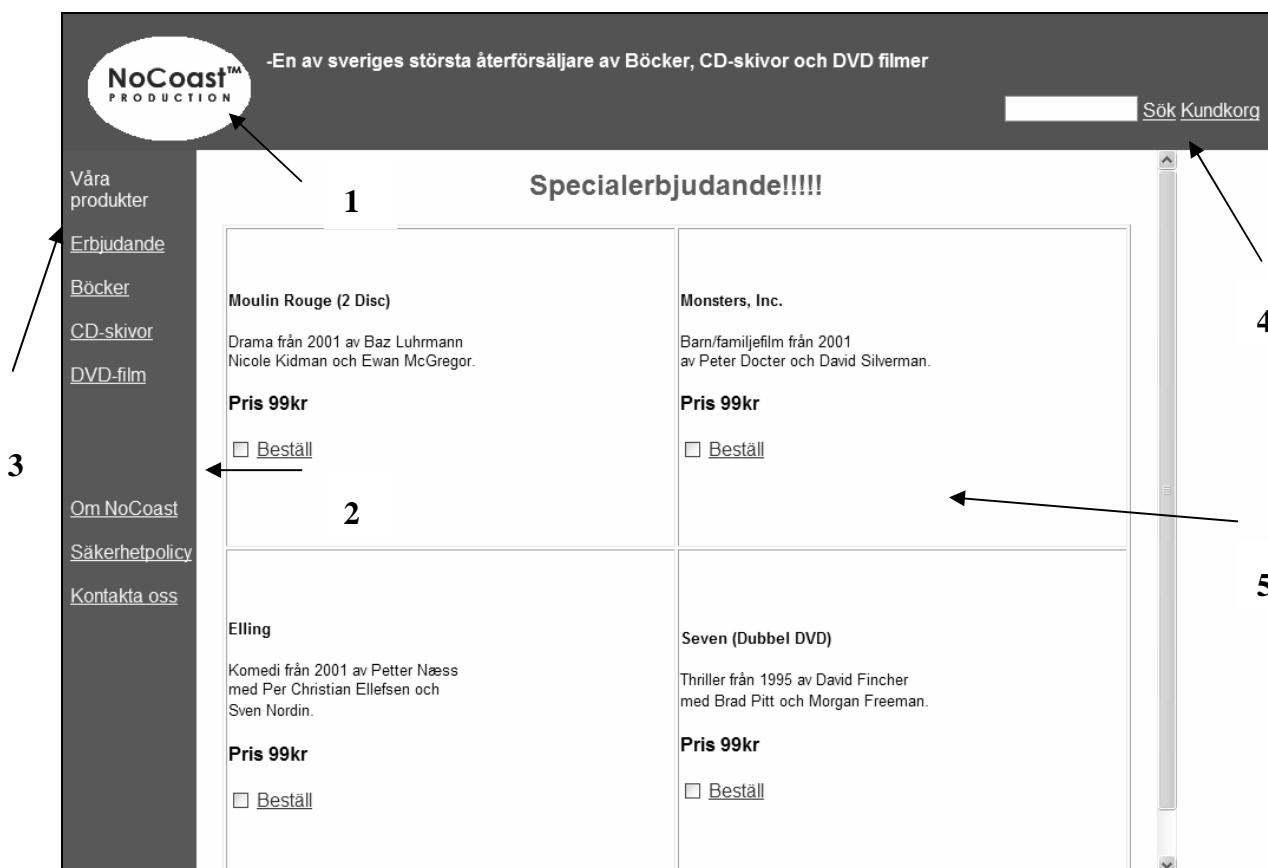 NoCoast™
PRODUCTION
-En av sveriges största återförsäljare av Böcker, CD-skivor och DVD filmer
Sök Kundkorg
Våra
produkter
Erbjudande
Böcker
CD-skivor
DVD-film
Om NoCoast
Säkerhetpolicy
Kontakta oss
Specialerbjudande!!!!!
Moulin Rouge (2 Disc)
Drama från 2001 av Baz Luhrmann
Nicole Kidman och Ewan McGregor.
Pris 99kr
Beställ
Monsters, Inc.
Barn/familjefilm från 2001
av Peter Docter och David Silverman.
Pris 99kr
Beställ
Elling
Komedi från 2001 av Petter Næss
med Per Christian Ellefsen och
Sven Nordin.
Pris 99kr
Beställ
Seven (Dubbel DVD)
Thriller från 1995 av David Fincher
med Brad Pitt och Morgan Freeman.
Pris 99kr
Beställ
1
2
3
4
5